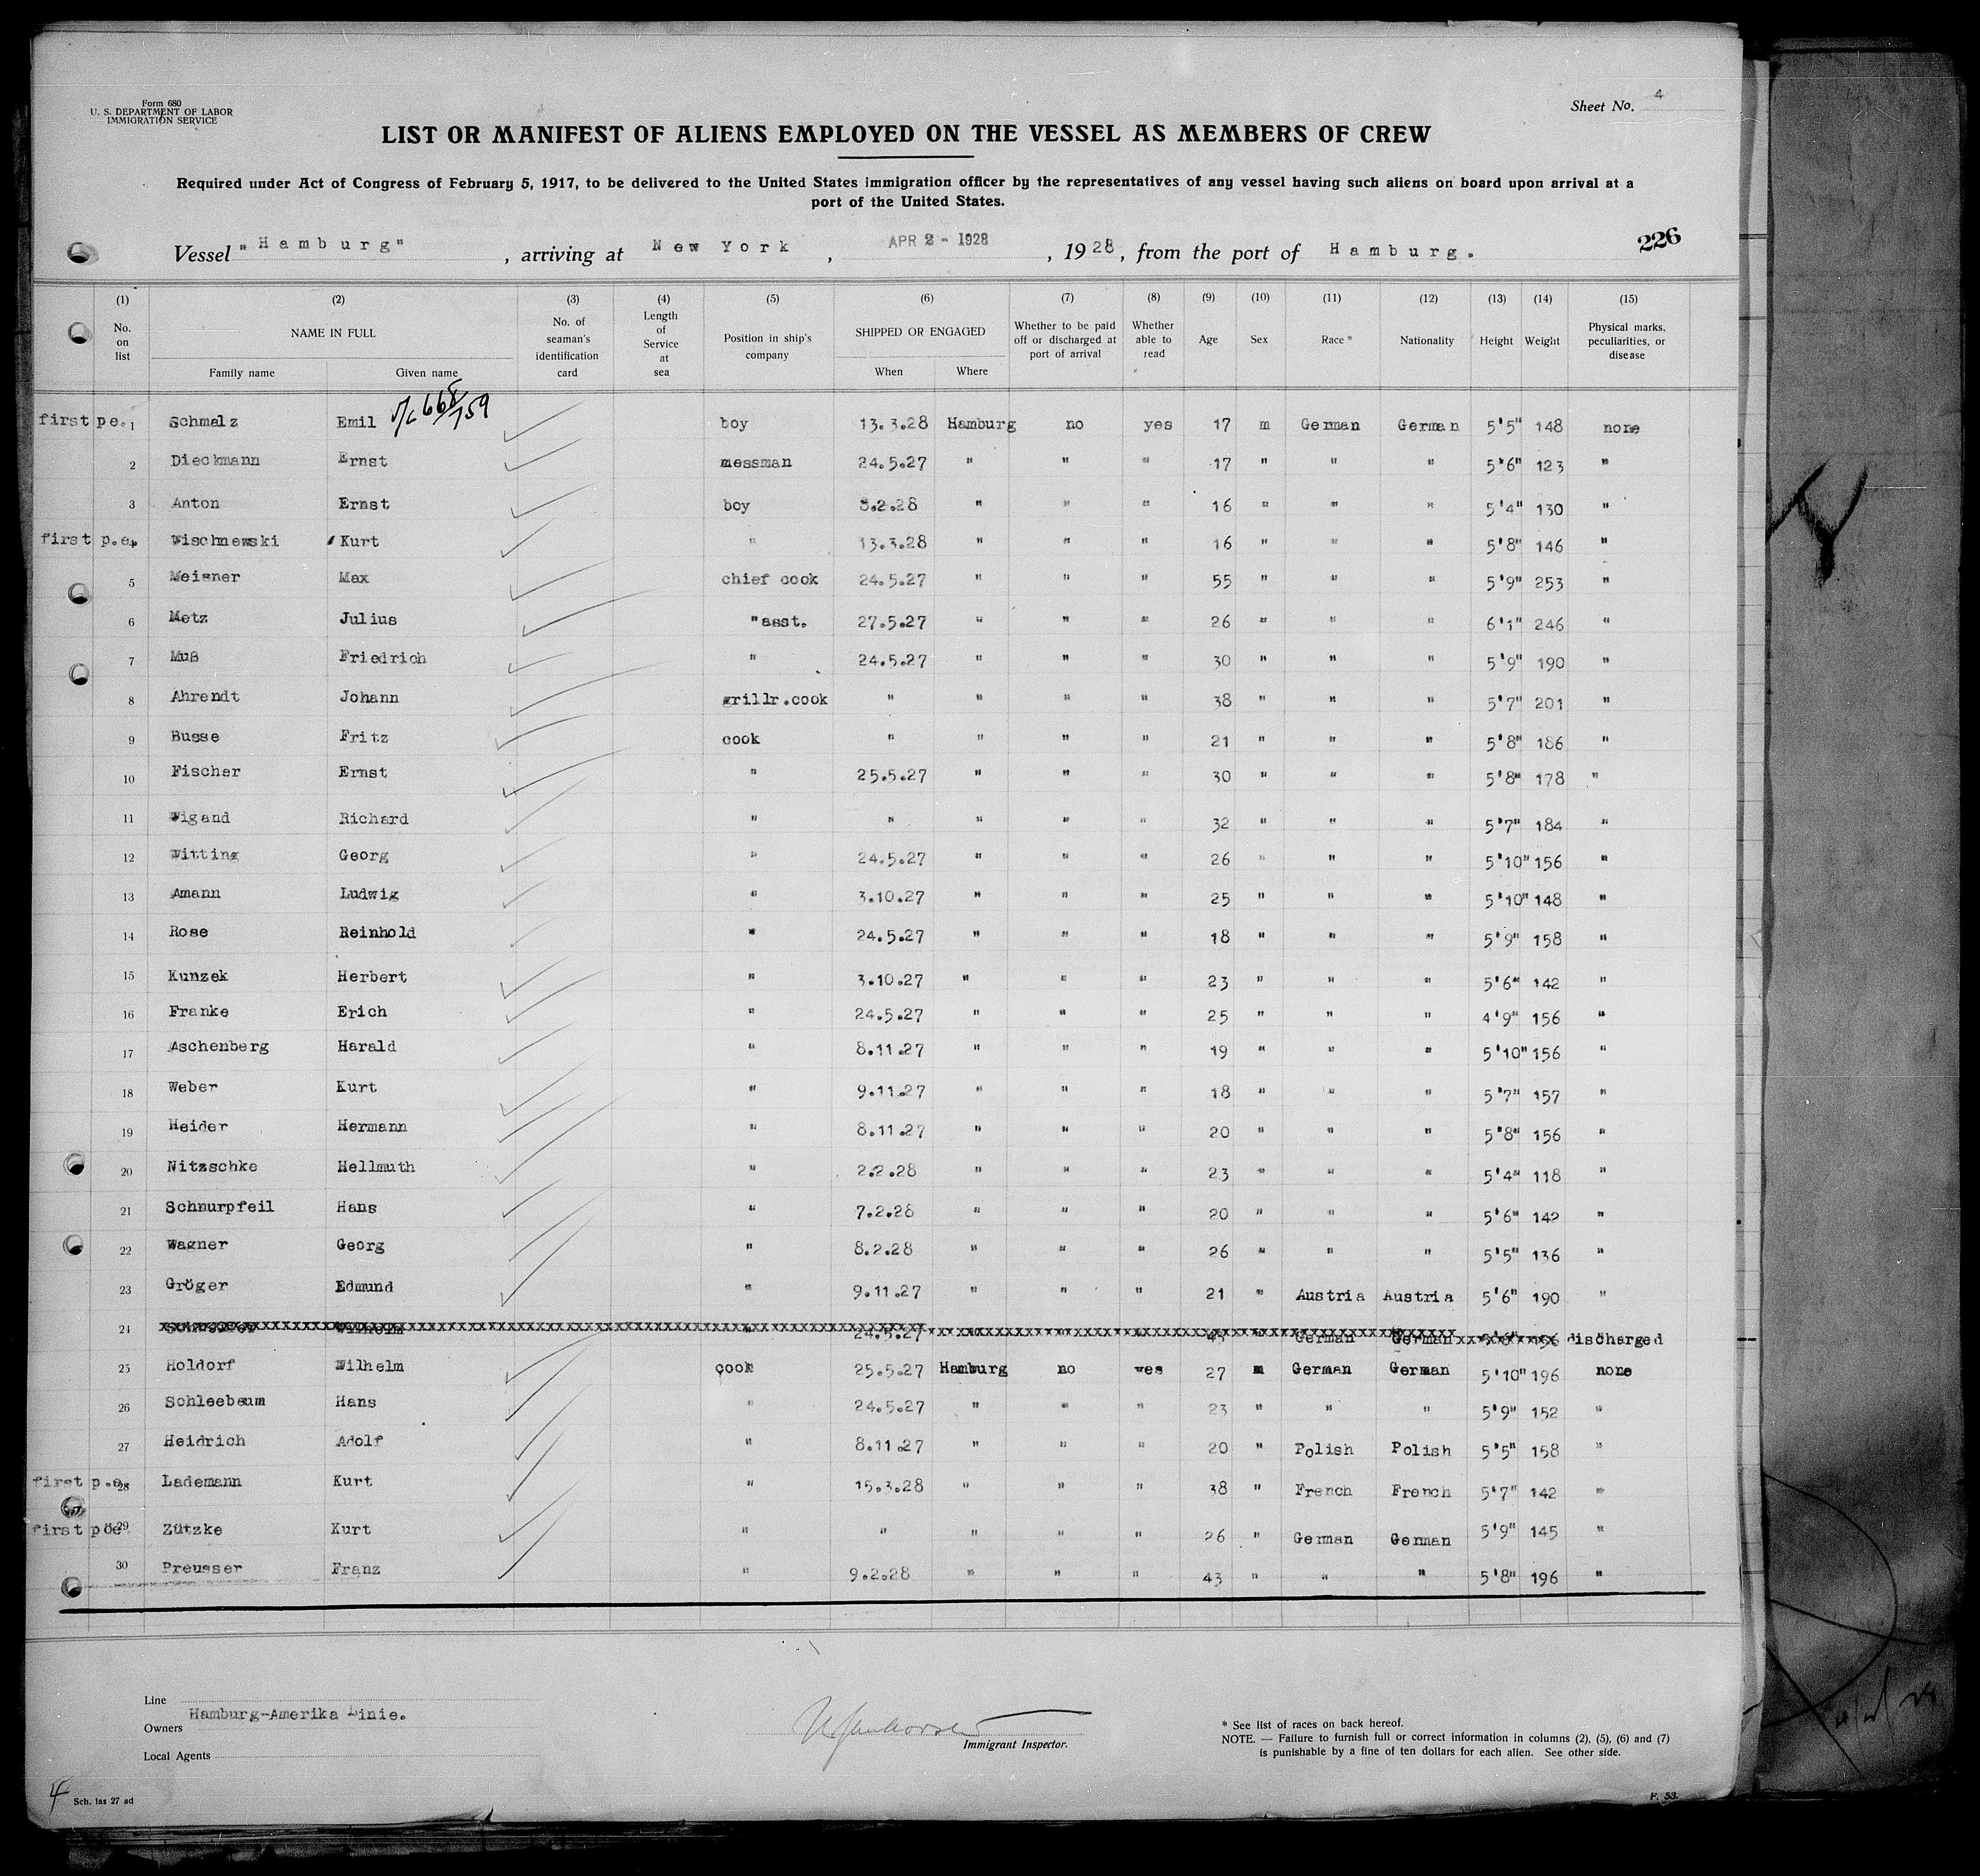 Form 680
U. S. DEPARTMENT OF LABOR
IMMIGRATION SERVICE
Sheet No. 4
LIST OR MANIFEST OF ALIENS EMPLOYED ON THE VESSEL AS MEMBERS OF CREW
Required under Act of Congress of February 5, 1917, to be delivered to the United States immigration officer by the representatives of any vessel having such aliens on board upon arrival at a
port of the United States.
Vessel "Hamburg", arriving at New York, APR 2 - 1928, 1928, from the port of Hamburg. 226
(1) (2) (3) (4) (5) (6) (7) (8) (9) (10) (11) (12) (13) (14) (15)
No. on list NAME IN FULL Family name Given name No. of seaman's identification card Length of Service at sea Position in ship's company SHIPPED OR ENGAGED When Where Whether to be paid off or discharged at port of arrival Whether able to read Age Sex Race * Nationality Height Weight Physical marks, peculiarities, or disease
first pe. 1 Schmalz Emil boy 13.3.28 Hamburg no yes 17 m German German 5'5" 148 none
2 Dieckmann Ernst messman 24.5.27 " " " 17 " " " 5'6" 123 "
3 Anton Ernst boy 8.2.28 " " " 16 " " " 5'4" 130 "
first p.e. 4 Wischnewski Kurt " 13.3.28 " " " 16 " " " 5'8" 146 "
5 Meisner Max chief cook 24.5.27 " " " 55 " " " 5'9" 253 "
6 Metz Julius "asst. 27.5.27 " " " 26 " " " 6'1" 246 "
7 Muß Friedrich " 24.5.27 " " " 30 " " " 5'9" 190 "
8 Ahrendt Johann grillr.cook " " " " 38 " " " 5'7" 201 "
9 Busse Fritz cook " " " " 21 " " " 5'8" 186 "
10 Fischer Ernst " 25.5.27 " " " 30 " " " 5'8" 178 "
11 Wigand Richard " " " " " 32 " " " 5'7" 184 "
12 Witting Georg " 24.5.27 " " " 26 " " " 5'10" 156 "
13 Amann Ludwig " 3.10.27 " " " 25 " " " 5'10" 148 "
14 Rose Reinhold " 24.5.27 " " " 18 " " " 5'9" 158 "
15 Kunzek Herbert " 3.10.27 " " " 23 " " " 5'6" 142 "
16 Franke Erich " 24.5.27 " " " 25 " " " 4'9" 156 "
17 Aschenberg Harald " 8.11.27 " " " 19 " " " 5'10" 156 "
18 Weber Kurt " 9.11.27 " " " 18 " " " 5'7" 157 "
19 Heider Hermann " 8.11.27 " " " 20 " " " 5'8" 156 "
20 Nitzschke Hellmuth " 2.2.28 " " " 23 " " " 5'4" 118 "
21 Schnurpfeil Hans " 7.2.28 " " " 20 " " " 5'6" 142 "
22 Wagner Georg " 8.2.28 " " " 26 " " " 5'5" 136 "
23 Gröger Edmund " 9.11.27 " " " 21 " Austria Austria 5'6" 190 "
24 Wilhelm " 24.5.27 " " " " German German discharged
25 Holdorf Wilhelm cook 25.5.27 Hamburg no yes 27 m German German 5'10" 196 none
26 Schleebaum Hans " 24.5.27 " " " 23 " " " 5'9" 152 "
27 Heidrich Adolf " 8.11.27 " " " 20 " Polish Polish 5'5" 158 "
first p.e. 28 Lademann Kurt " 15.3.28 " " " 38 " French French 5'7" 142 "
first pöe. 29 Zützke Kurt " " " " " 26 " German German 5'9" 145 "
30 Preusser Franz " 9.2.28 " " " 43 " " " 5'8" 196 "
Line
Owners Hamburg-Amerika Linie.
Local Agents
Immigrant Inspector.
* See list of races on back hereof.
NOTE. — Failure to furnish full or correct information in columns (2), (5), (6) and (7)
is punishable by a fine of ten dollars for each alien. See other side.
4 Sch. las 27 ad
F. 53.